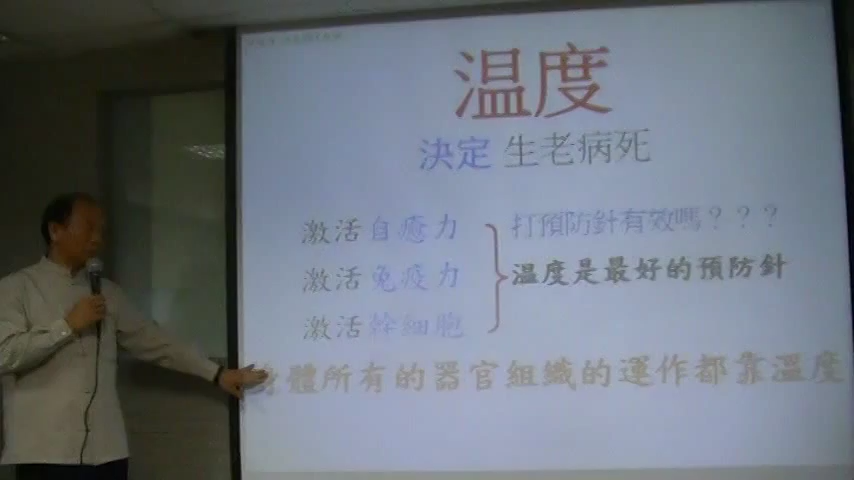 溫度
決定 生老病死
激活 自癒力
激活 免疫力
激活 幹細胞
打預防針有效嗎？？？
溫度是最好的預防針
身體所有的器官組織的運作都靠溫度